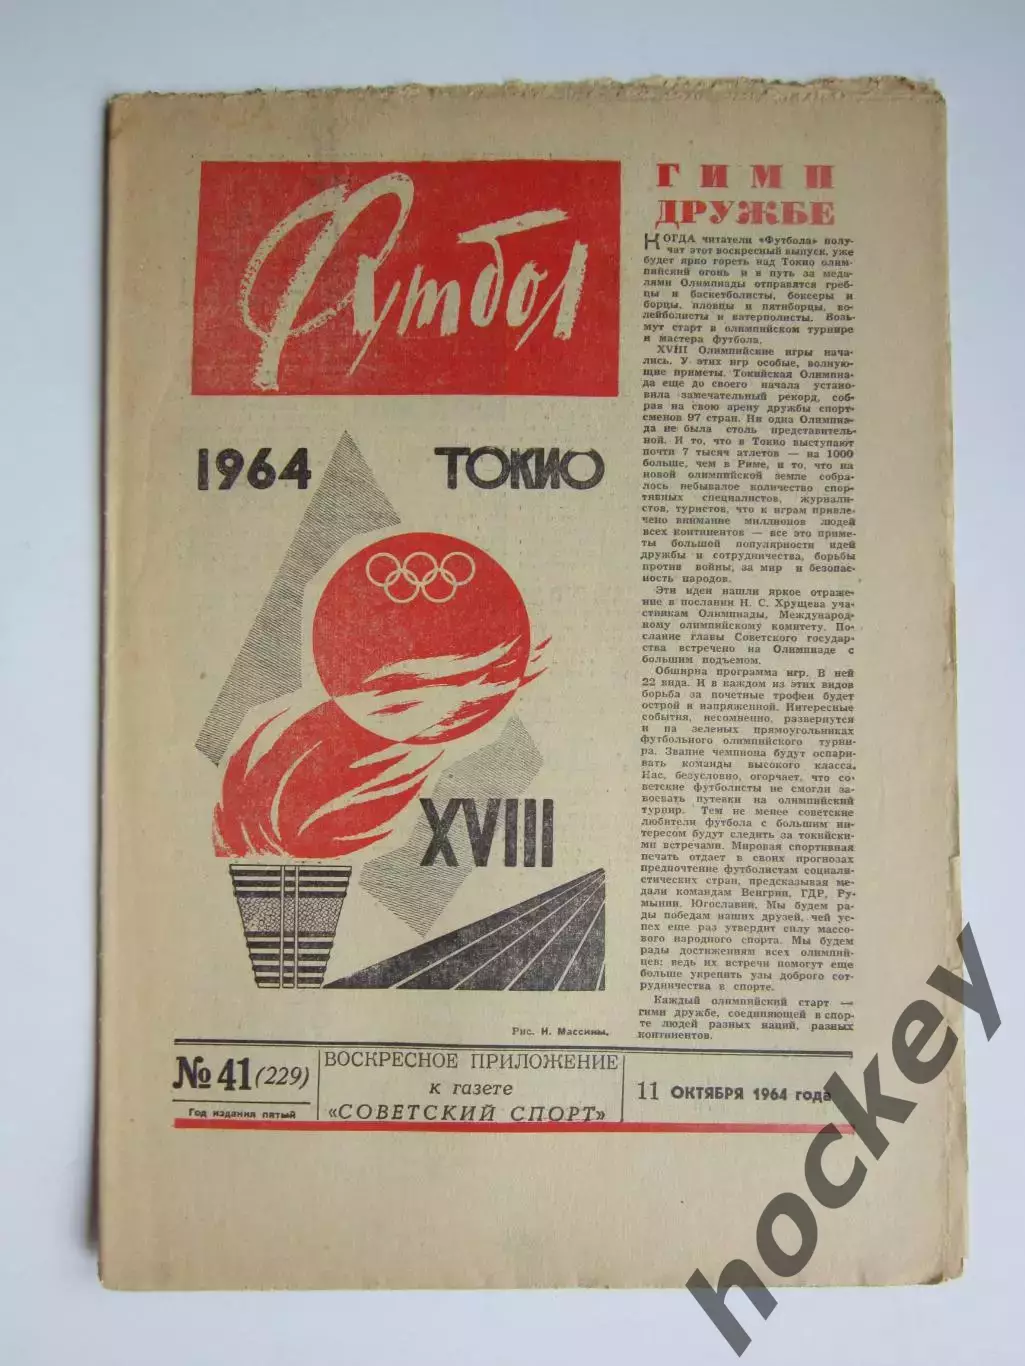 Футбол
1964 ТОКИО
XVIII
Рис. Н. Массины.
ГИМН
ДРУЖБЕ
КОГДА читатели «Футбола» полу-
чат этот воскресный выпуск, уже
будет ярко гореть над Токио олим-
пийский огонь и в путь за меда-
лями Олимпиады отправятся греб-
цы и баскетболисты, боксеры и
борцы, пловцы и пятиборцы, во-
лейболисты и ватерполисты. Возь-
мут старт в олимпийском турнире
и мастера футбола.
XVIII Олимпийские игры нача-
лись. У этих игр особые, волную-
щие приметы. Токийская Олимпиа-
да еще до своего начала устано-
вила замечательный рекорд, соб-
рав на свою арену дружбы спорт-
сменов 97 стран. Ни одна Олимпиа-
да не была столь представитель-
ной. И то, что в Токио выступают
почти 7 тысяч атлетов — на 1000
больше, чем в Риме, и то, что на
новой олимпийской земле собра-
лось небывалое количество спор-
тивных специалистов, журнали-
стов, туристов, что к играм привле-
чено внимание миллионов людей
всех континентов — все это приме-
ты большой популярности идей
дружбы и сотрудничества, борьбы
против войны, за мир и безопас-
ность народов.
Эти идеи нашли яркое отраже-
ние в послании Н. С. Хрущева уча-
стникам Олимпиады, Международ-
ному олимпийскому комитету. По-
слание главы Советского государ-
ства встречено на Олимпиаде с
большим подъемом.
Обширна программа игр. В ней
22 вида. И в каждом из этих видов
борьба за почетные трофеи будет
острой и напряженной. Интересные
события, несомненно, развернутся
и на зеленых прямоугольниках
футбольного олимпийского турни-
ра. Звание чемпиона будут оспари-
вать команды высокого класса.
Нас, безусловно, огорчает, что со-
ветские футболисты не смогли за-
воевать путевки на олимпийский
турнир. Тем не менее советские
любители футбола с большим ин-
тересом будут следить за токийски-
ми встречами. Мировая спортивная
печать отдает в своих прогнозах
предпочтение футболистам социали-
стических стран, предсказывая ме-
дали командам Венгрии, ГДР, Ру-
мынии, Югославии. Мы будем ра-
ды победам наших друзей, чей ус-
пех еще раз утвердит силу массо-
вого народного спорта. Мы будем
рады достижениям всех олимпий-
цев: ведь их встречи помогут еще
больше укрепить узы доброго сот-
рудничества в спорте.
Каждый олимпийский старт —
гимн дружбе, соединяющей в спор-
те людей разных наций, разных
континентов.
№ 41 (229)
Год издания пятый
ВОСКРЕСНОЕ ПРИЛОЖЕНИЕ
к газете
«СОВЕТСКИЙ СПОРТ»
11 ОКТЯБРЯ 1964 года
hockey